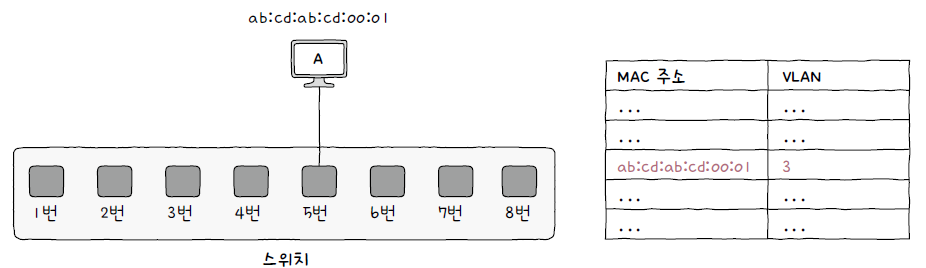 ab:cd:ab:cd:00:01
A
1번 2번 3번 4번 5번 6번 7번 8번
스위치
MAC 주소 VLAN
... ...
... ...
ab:cd:ab:cd:00:01 3
... ...
... ...